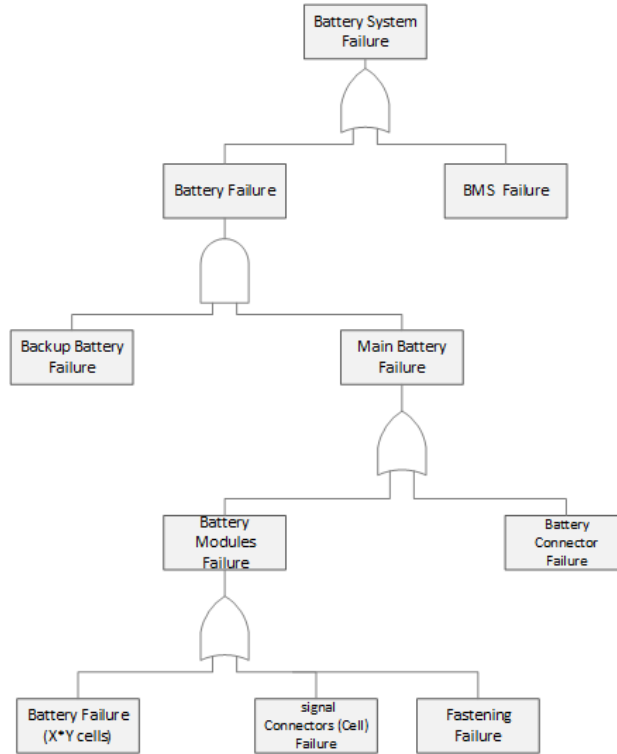 Battery System
Failure
Battery Failure
BMS Failure
Backup Battery
Failure
Main Battery
Failure
Battery
Modules
Failure
Battery
Connector
Failure
Battery Failure
(X*Y cells)
signal
Connectors (Cell)
Failure
Fastening
Failure